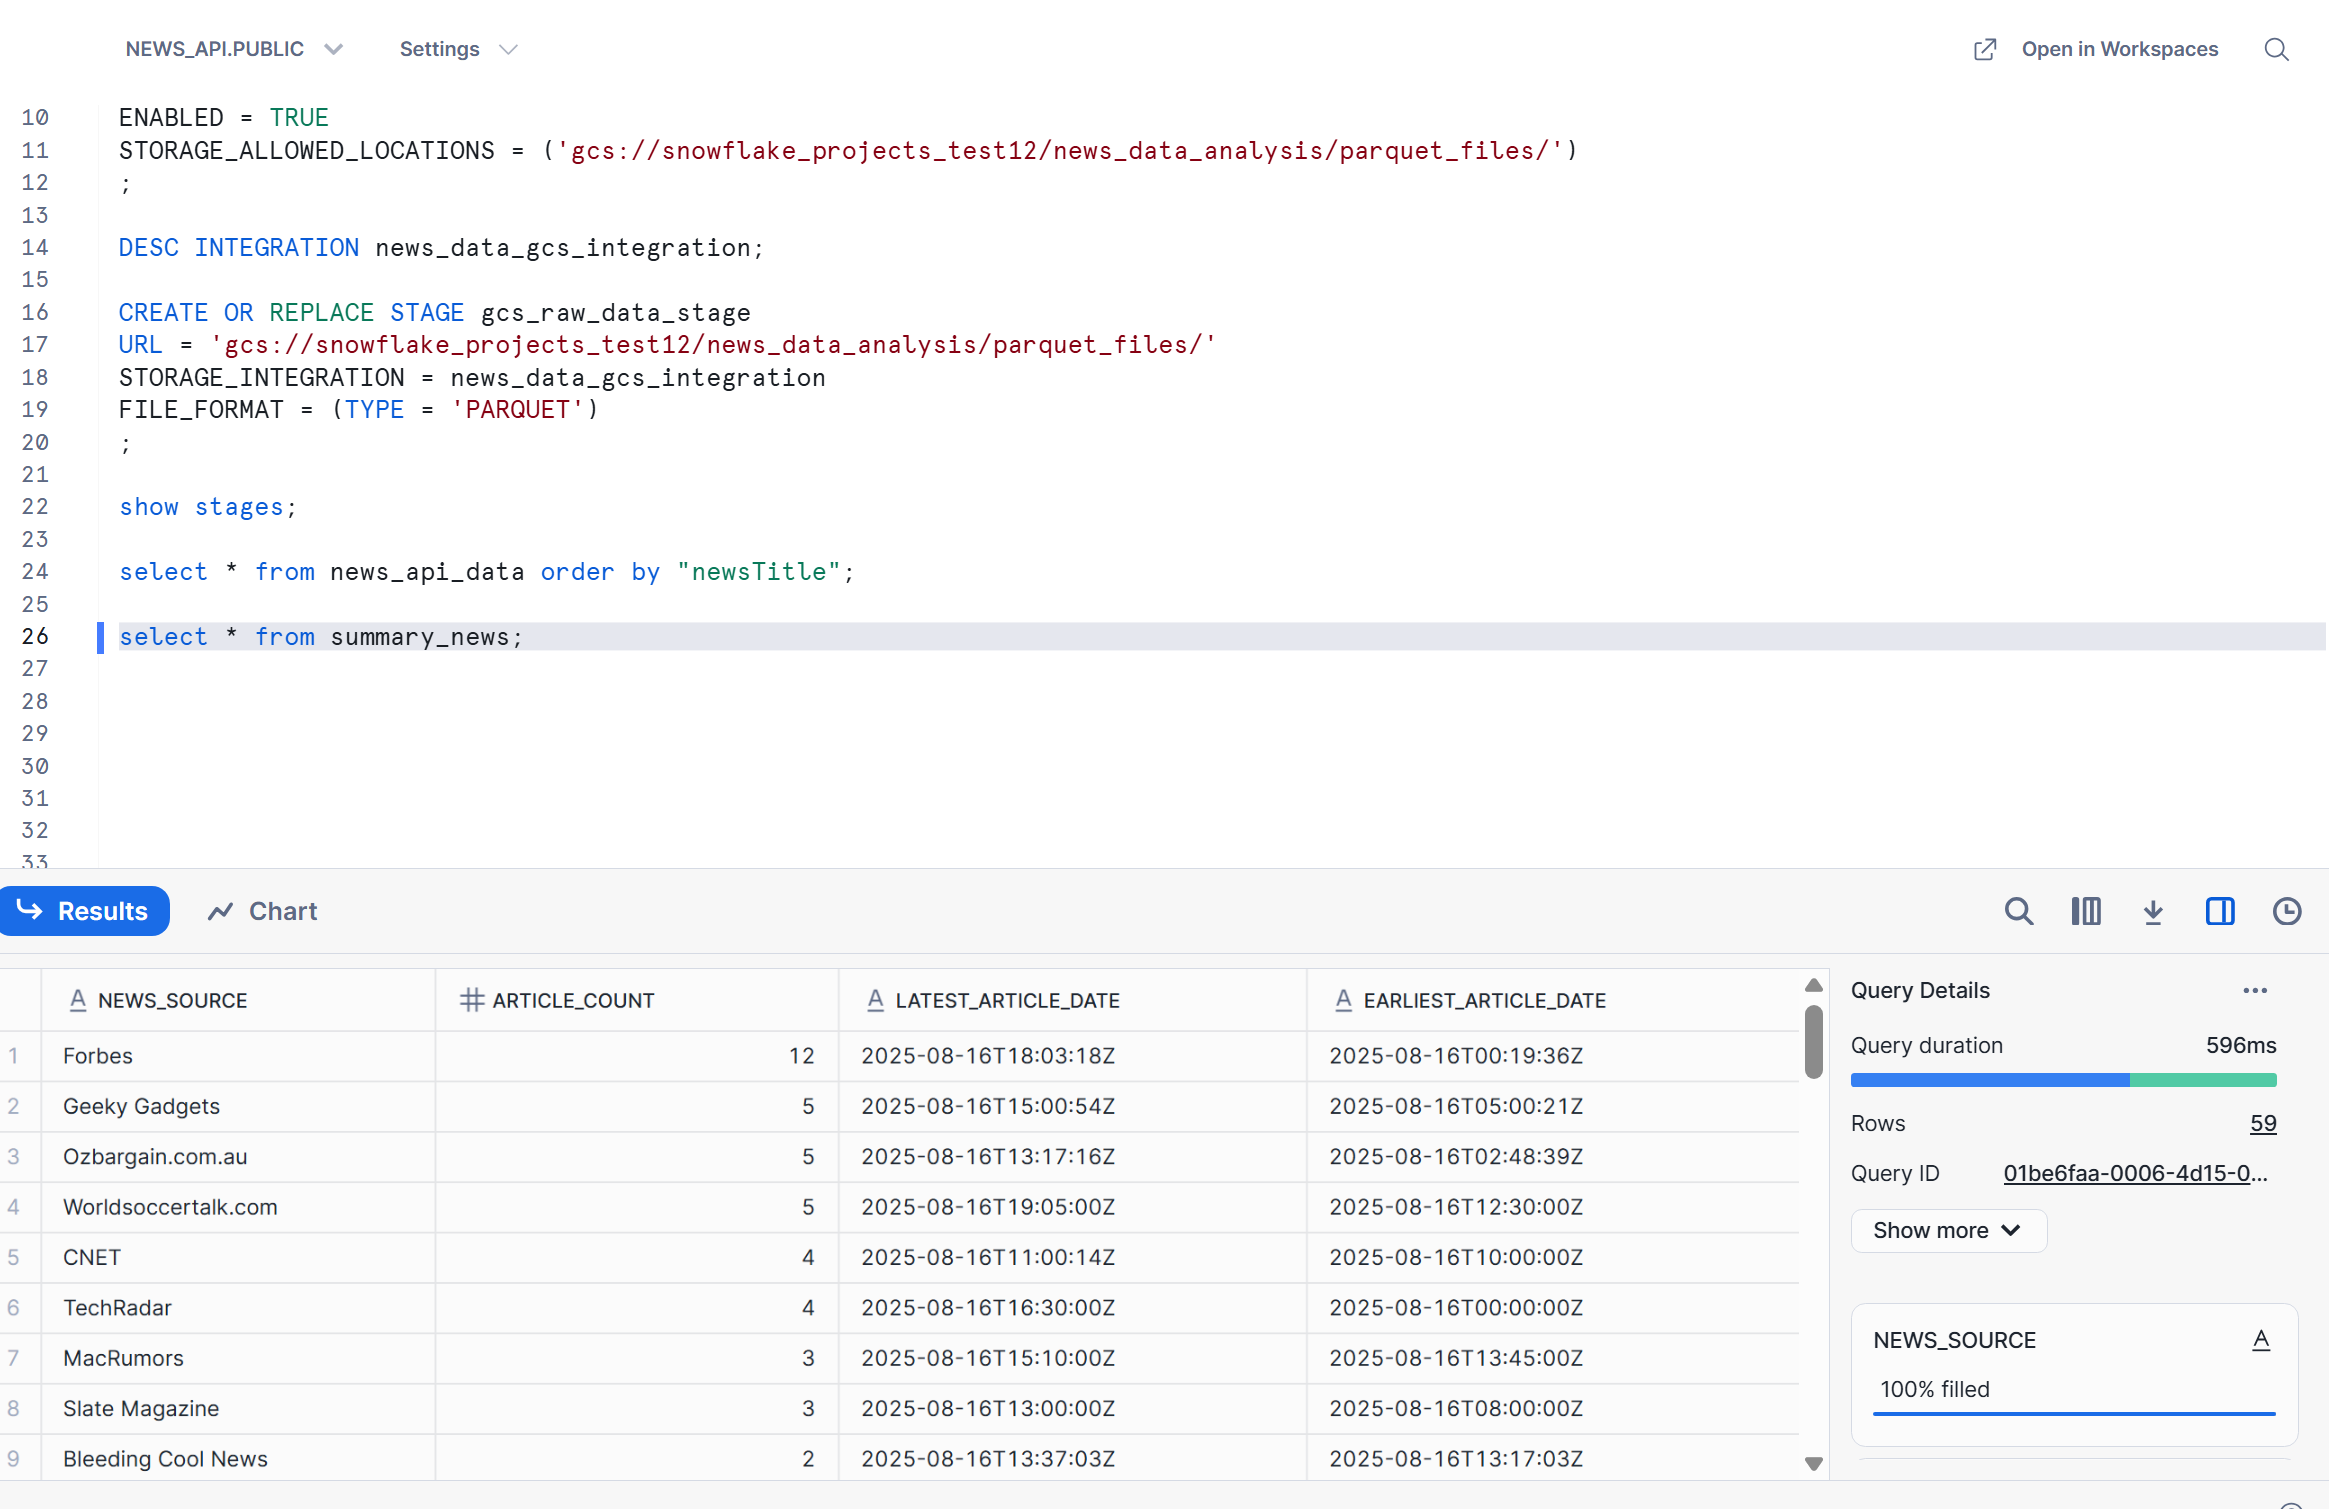 NEWS_API.PUBLIC Settings Open in Workspaces
10 ENABLED = TRUE
11 STORAGE_ALLOWED_LOCATIONS = ('gcs://snowflake_projects_test12/news_data_analysis/parquet_files/')
12 ;
13
14 DESC INTEGRATION news_data_gcs_integration;
15
16 CREATE OR REPLACE STAGE gcs_raw_data_stage
17 URL = 'gcs://snowflake_projects_test12/news_data_analysis/parquet_files/'
18 STORAGE_INTEGRATION = news_data_gcs_integration
19 FILE_FORMAT = (TYPE = 'PARQUET')
20 ;
21
22 show stages;
23
24 select * from news_api_data order by "newsTitle";
25
26 select * from summary_news;
27
28
29
30
31
32
33
Results Chart
NEWS_SOURCE ARTICLE_COUNT LATEST_ARTICLE_DATE EARLIEST_ARTICLE_DATE
1 Forbes 12 2025-08-16T18:03:18Z 2025-08-16T00:19:36Z
2 Geeky Gadgets 5 2025-08-16T15:00:54Z 2025-08-16T05:00:21Z
3 Ozbargain.com.au 5 2025-08-16T13:17:16Z 2025-08-16T02:48:39Z
4 Worldsoccertalk.com 5 2025-08-16T19:05:00Z 2025-08-16T12:30:00Z
5 CNET 4 2025-08-16T11:00:14Z 2025-08-16T10:00:00Z
6 TechRadar 4 2025-08-16T16:30:00Z 2025-08-16T00:00:00Z
7 MacRumors 3 2025-08-16T15:10:00Z 2025-08-16T13:45:00Z
8 Slate Magazine 3 2025-08-16T13:00:00Z 2025-08-16T08:00:00Z
9 Bleeding Cool News 2 2025-08-16T13:37:03Z 2025-08-16T13:17:03Z
Query Details
Query duration 596ms
Rows 59
Query ID 01be6faa-0006-4d15-0...
Show more
NEWS_SOURCE
100% filled